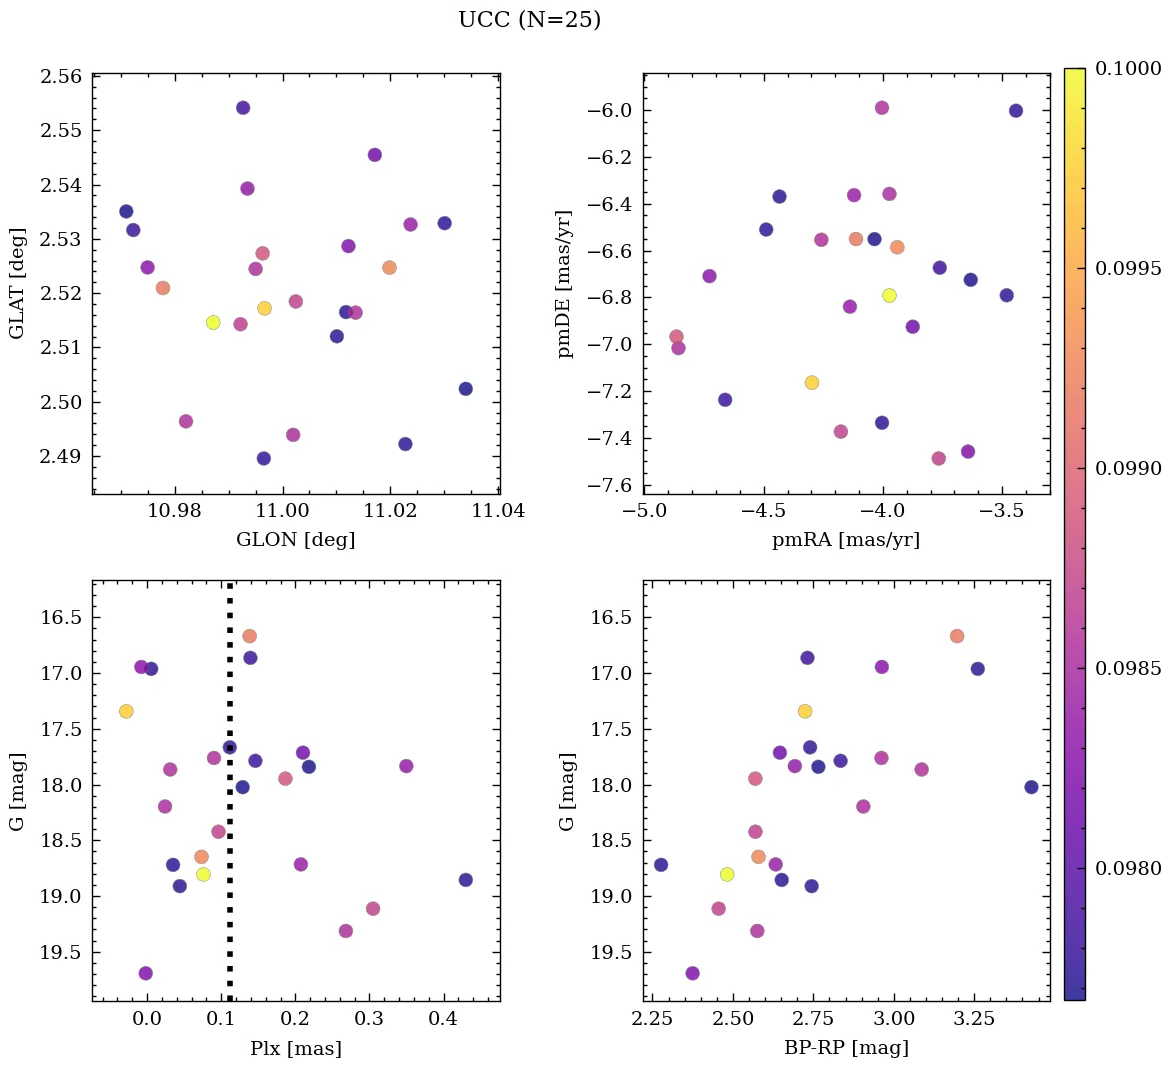 UCC (N=25)
2.56
2.55
2.54
2.53
2.52
2.51
2.50
2.49
GLAT [deg]
10.98 11.00 11.02 11.04
GLON [deg]
−6.0
−6.2
−6.4
−6.6
−6.8
−7.0
−7.2
−7.4
−7.6
pmDE [mas/yr]
−5.0 −4.5 −4.0 −3.5
pmRA [mas/yr]
16.5
17.0
17.5
18.0
18.5
19.0
19.5
G [mag]
0.0 0.1 0.2 0.3 0.4
Plx [mas]
16.5
17.0
17.5
18.0
18.5
19.0
19.5
G [mag]
2.25 2.50 2.75 3.00 3.25
BP-RP [mag]
0.1000
0.0995
0.0990
0.0985
0.0980